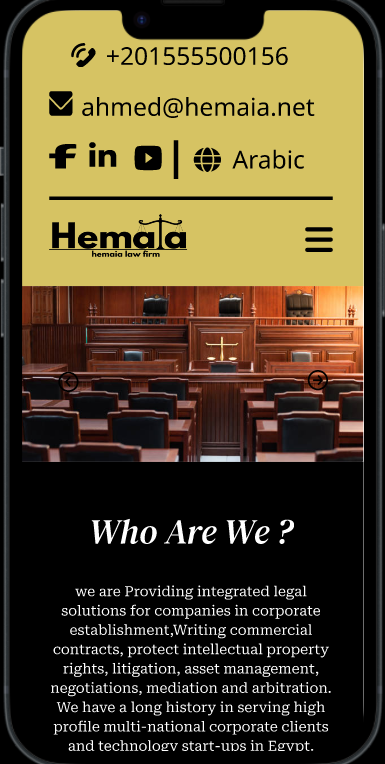 +201555500156
ahmed@hemaia.net
Arabic
Hemaia
hemaia law firm
Who Are We ?
we are Providing integrated legal
solutions for companies in corporate
establishment,Writing commercial
contracts, protect intellectual property
rights, litigation, asset management,
negotiations, mediation and arbitration.
We have a long history in serving high
profile multi-national corporate clients
and technology start-ups in Egypt.